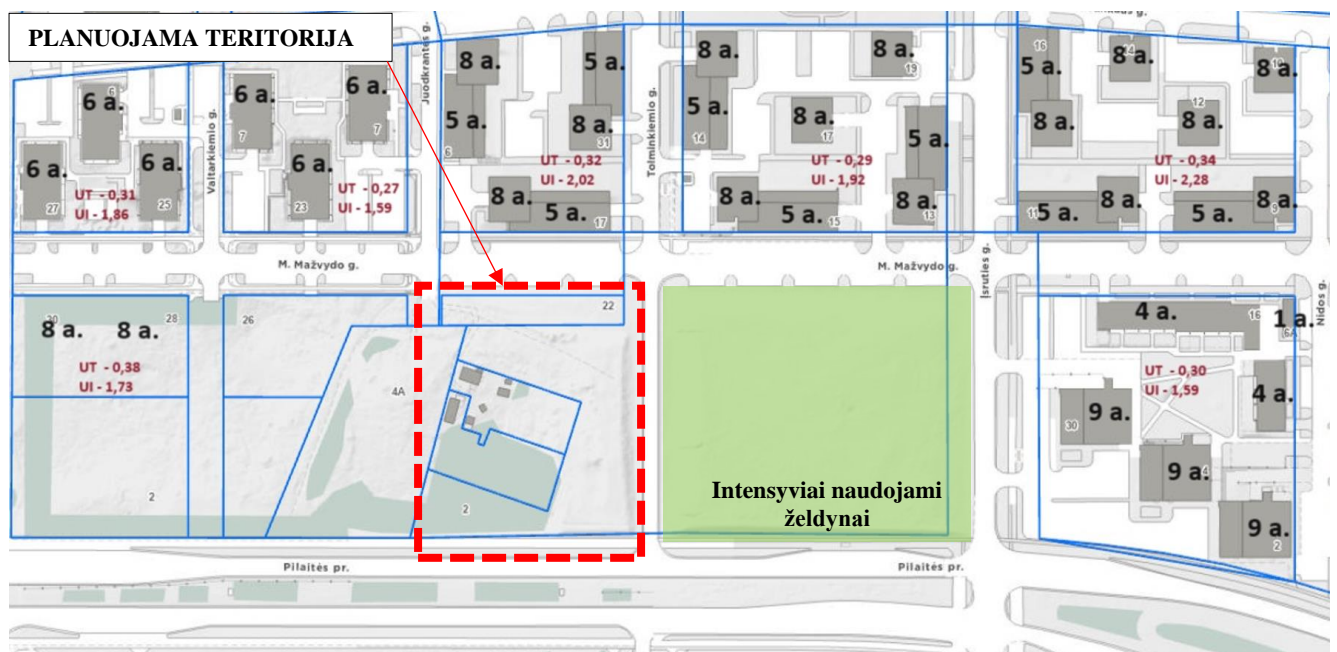 PLANUOJAMA TERITORIJA
Juodkrantės g.
8 a.
5 a.
8 a.
8 a.
19
16
5 a.
8 a.
14
8 a.
6 a.
6
6 a.
6 a.
7
7
Valtarkiemio g.
5 a.
6
8 a.
31
Tolminkiemio g.
5 a.
14
8 a.
17
5 a.
8 a.
12
8 a.
6 a.
27
6 a.
25
UT - 0,31
UI - 1,86
6 a.
23
UT - 0,27
UI - 1,59
UT - 0,32
UI - 2,02
UT - 0,29
UI - 1,92
UT - 0,34
UI - 2,28
8 a.
5 a.
17
8 a.
5 a.
15
8 a.
13
5 a.
11
8 a.
5 a.
8 a.
M. Mažvydo g.
M. Mažvydo g.
Įsruties g.
Nidos g.
30
28
26
8 a.
8 a.
UT - 0,38
UI - 1,73
22
4 a.
16
1 a.
6A
4A
UT - 0,30
UI - 1,59
4 a.
9 a.
30
9 a.
4
9 a.
2
2
2
Intensyviai naudojami
želdynai
Pilaitės pr.
Pilaitės pr.